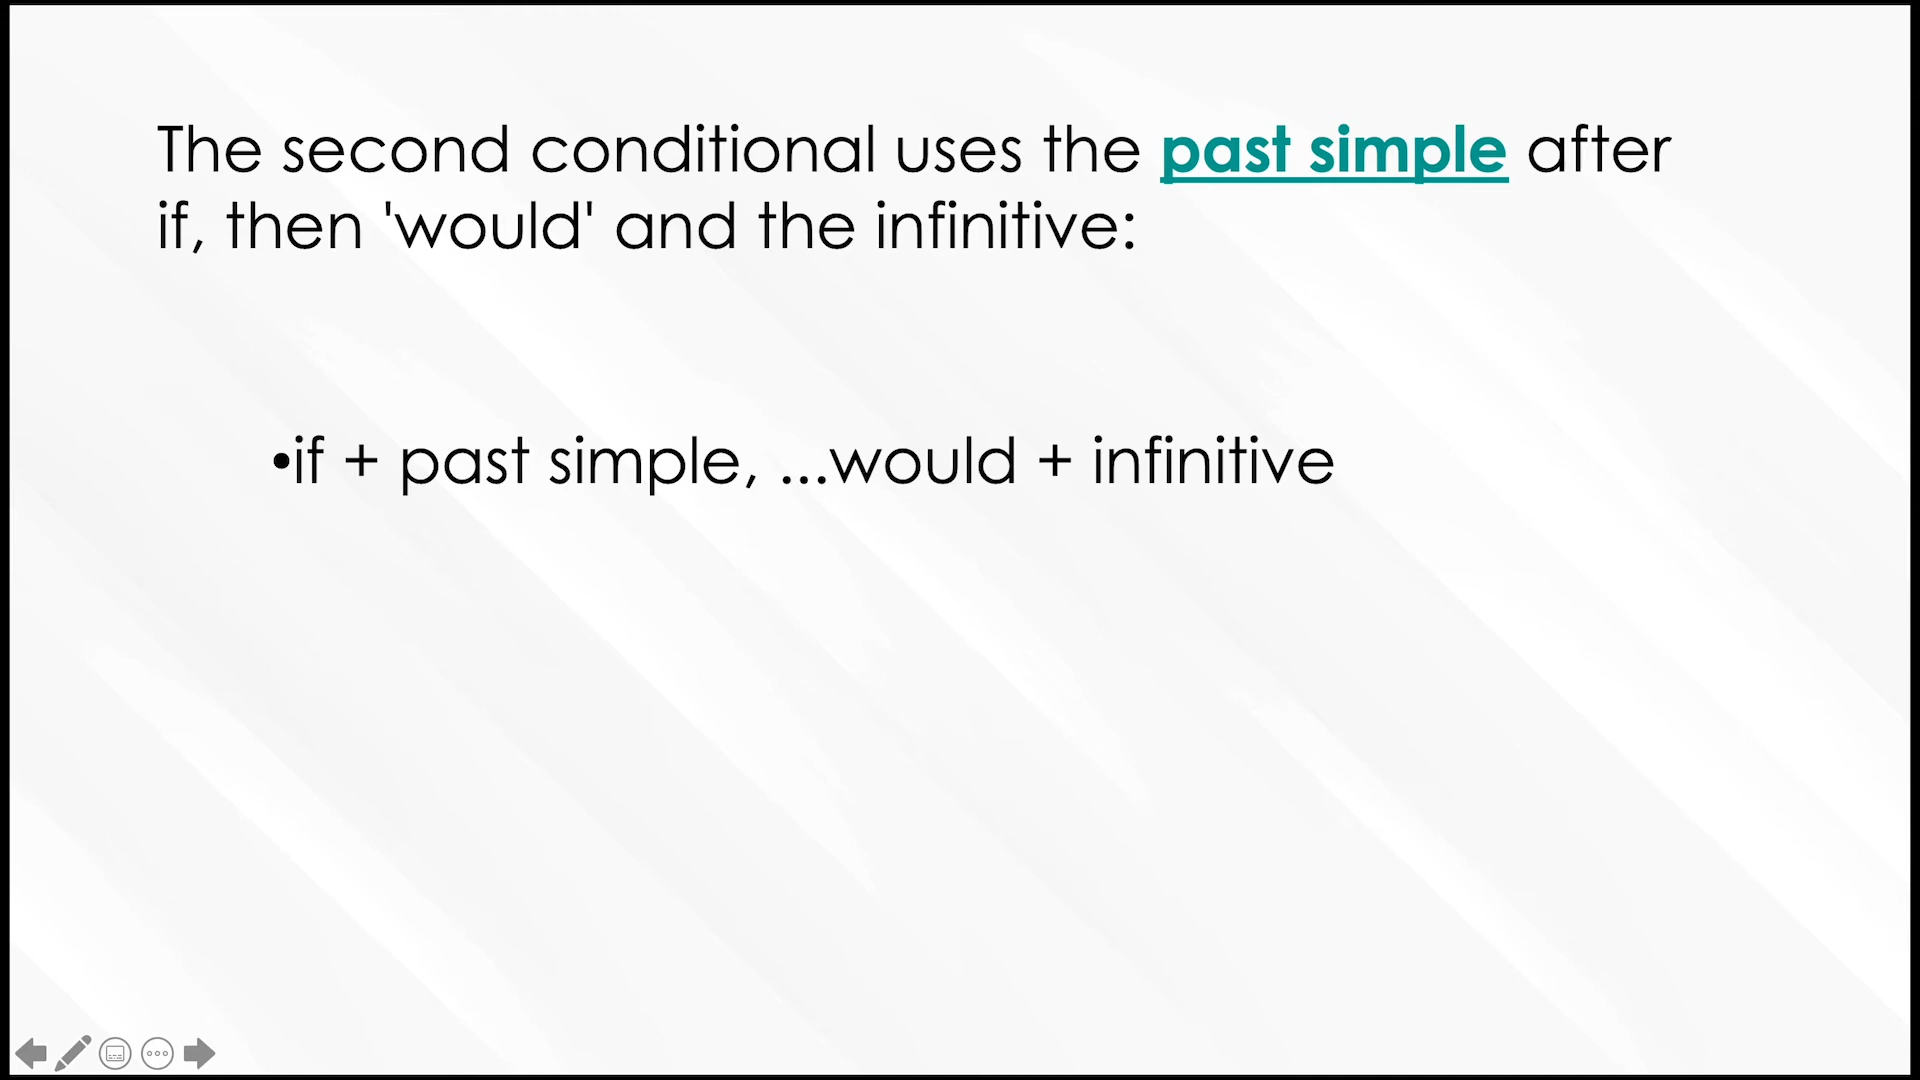 The second conditional uses the past simple after
if, then 'would' and the infinitive:
•if + past simple, ...would + infinitive